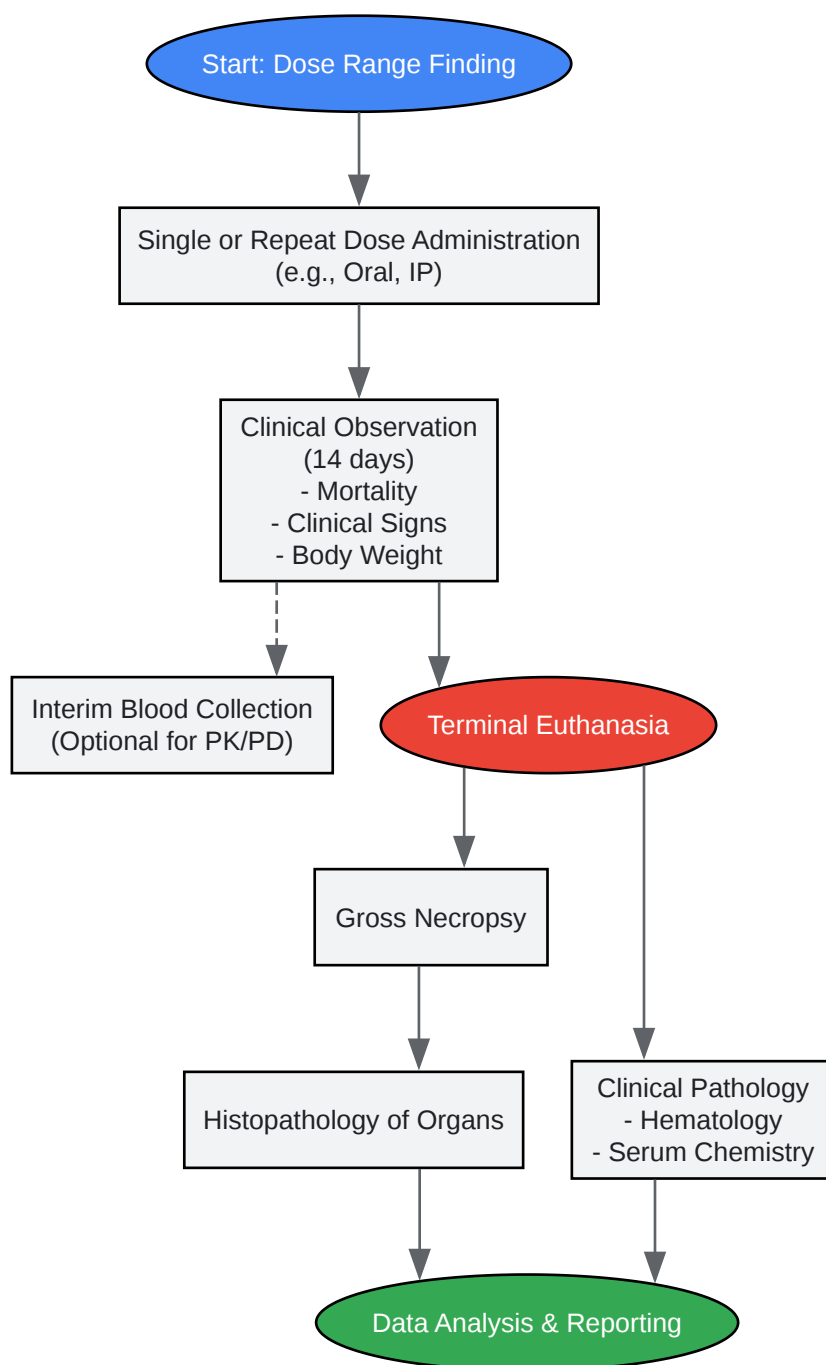 Start: Dose Range Finding
Single or Repeat Dose Administration
(e.g., Oral, IP)
Clinical Observation
(14 days)
- Mortality
- Clinical Signs
- Body Weight
Interim Blood Collection
(Optional for PK/PD)
Terminal Euthanasia
Gross Necropsy
Histopathology of Organs
Clinical Pathology
- Hematology
- Serum Chemistry
Data Analysis & Reporting